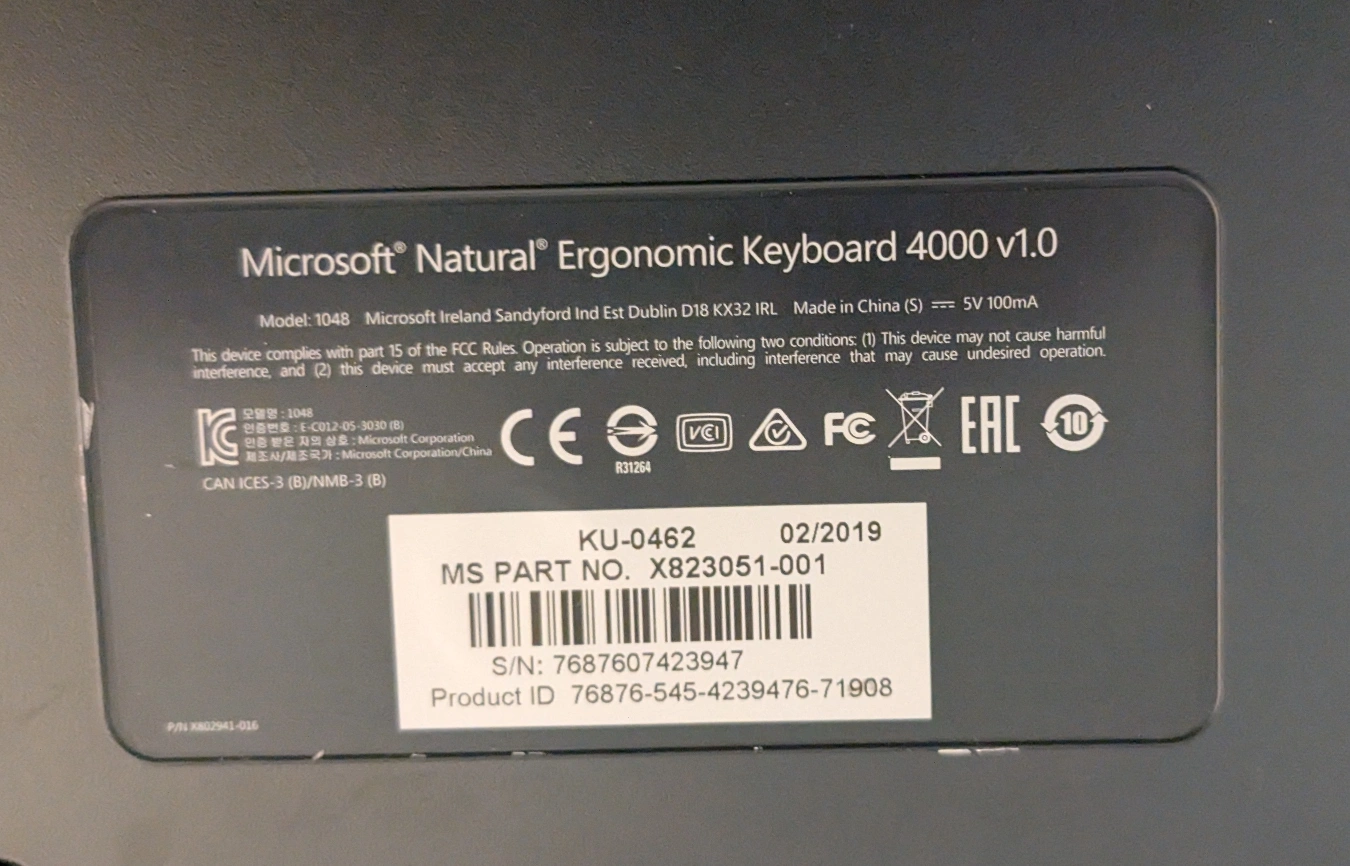 Microsoft® Natural® Ergonomic Keyboard 4000 v1.0
Model: 1048 Microsoft Ireland Sandyford Ind Est Dublin D18 KX32 IRL Made in China (S) ⎓ 5V 100mA
This device complies with part 15 of the FCC Rules. Operation is subject to the following two conditions: (1) This device may not cause harmful
interference, and (2) this device must accept any interference received, including interference that may cause undesired operation.
모델명 : 1048
인증번호 : E-C012-05-3030 (B)
인증 받은 자의 상호 : Microsoft Corporation
제조사/제조국가 : Microsoft Corporation/China
CAN ICES-3 (B)/NMB-3 (B)
CE
R31264
VCI
FC
EAC
10
KU-0462 02/2019
MS PART NO. X823051-001
S/N: 7687607423947
Product ID 76876-545-4239476-71908
P/N X802941-016